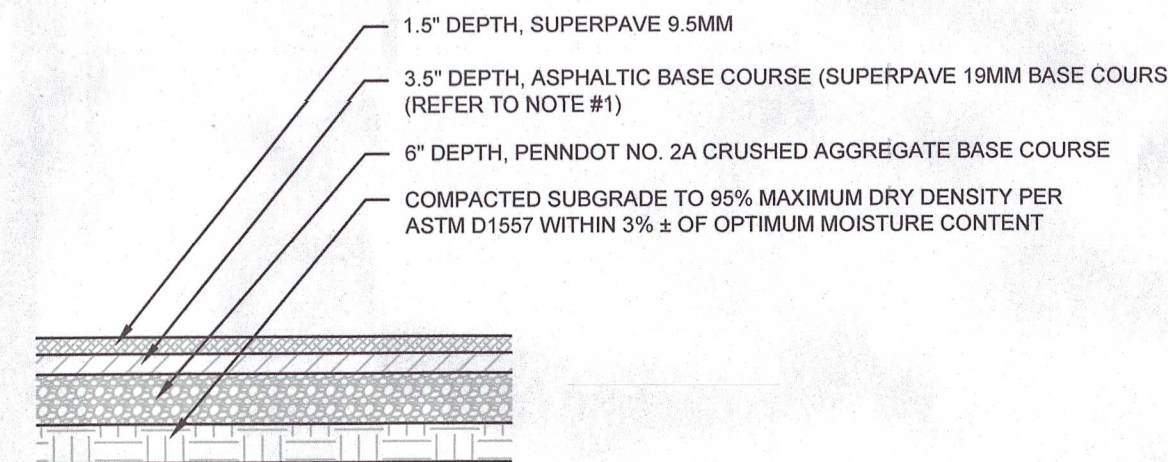 1.5" DEPTH, SUPERPAVE 9.5MM
3.5" DEPTH, ASPHALTIC BASE COURSE (SUPERPAVE 19MM BASE COURS
(REFER TO NOTE #1)
6" DEPTH, PENNDOT NO. 2A CRUSHED AGGREGATE BASE COURSE
COMPACTED SUBGRADE TO 95% MAXIMUM DRY DENSITY PER
ASTM D1557 WITHIN 3% ± OF OPTIMUM MOISTURE CONTENT